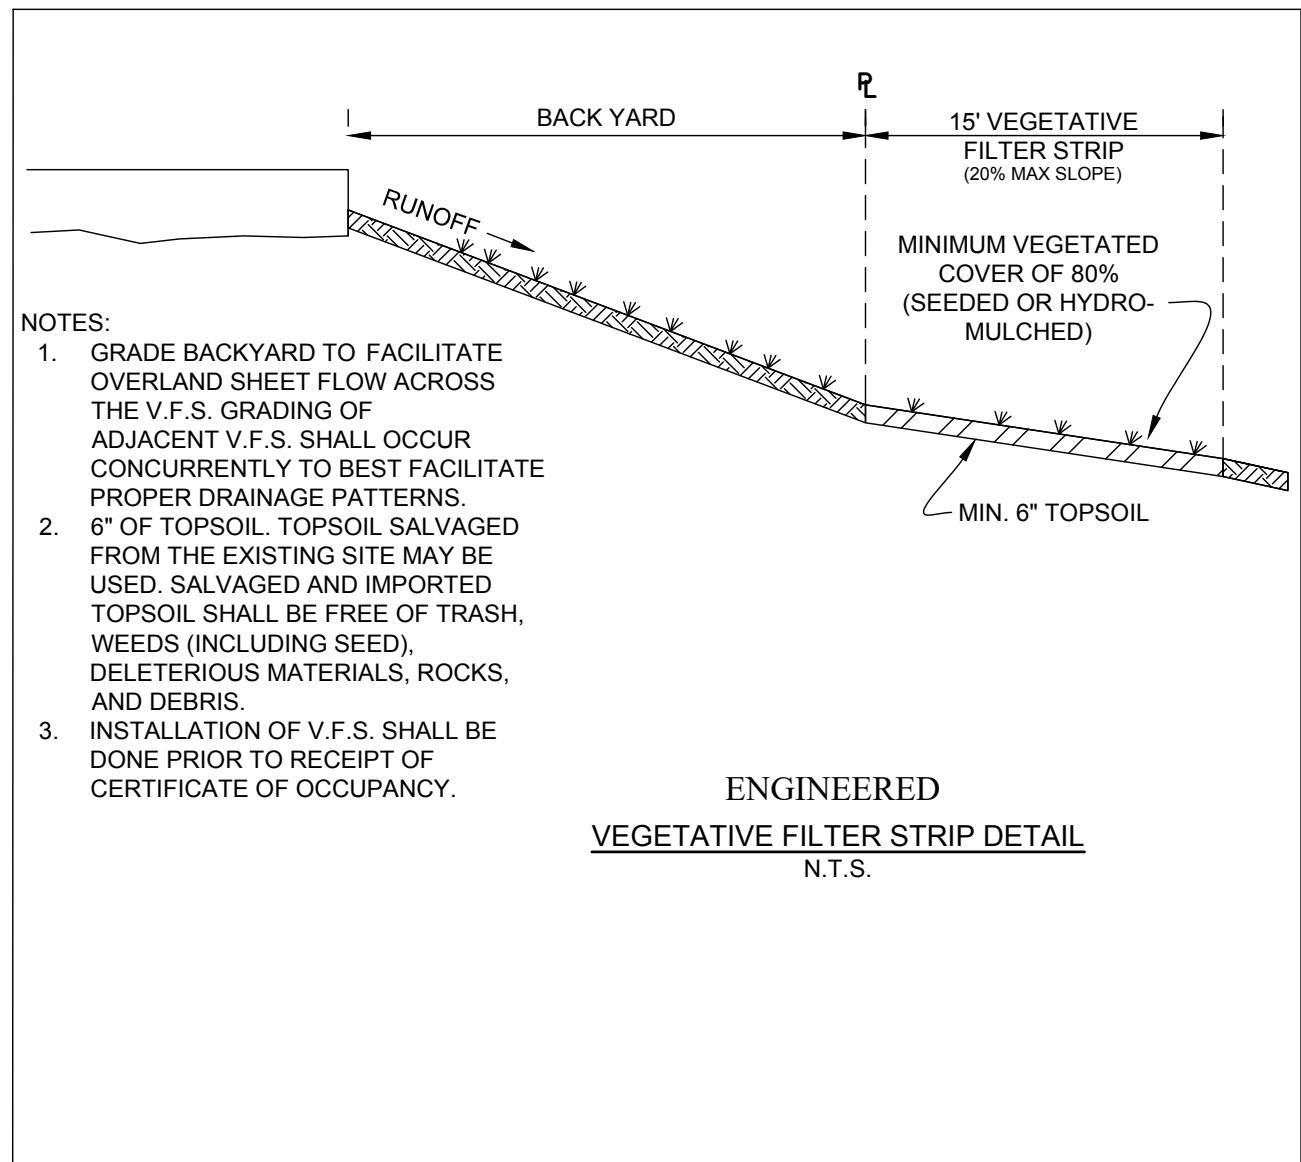 ℄
BACK YARD
15' VEGETATIVE
FILTER STRIP
(20% MAX SLOPE)
RUNOFF
MINIMUM VEGETATED
COVER OF 80%
(SEEDED OR HYDRO-
MULCHED)
MIN. 6" TOPSOIL
NOTES:
1. GRADE BACKYARD TO FACILITATE
OVERLAND SHEET FLOW ACROSS
THE V.F.S. GRADING OF
ADJACENT V.F.S. SHALL OCCUR
CONCURRENTLY TO BEST FACILITATE
PROPER DRAINAGE PATTERNS.
2. 6" OF TOPSOIL. TOPSOIL SALVAGED
FROM THE EXISTING SITE MAY BE
USED. SALVAGED AND IMPORTED
TOPSOIL SHALL BE FREE OF TRASH,
WEEDS (INCLUDING SEED),
DELETERIOUS MATERIALS, ROCKS,
AND DEBRIS.
3. INSTALLATION OF V.F.S. SHALL BE
DONE PRIOR TO RECEIPT OF
CERTIFICATE OF OCCUPANCY.
ENGINEERED
VEGETATIVE FILTER STRIP DETAIL
N.T.S.